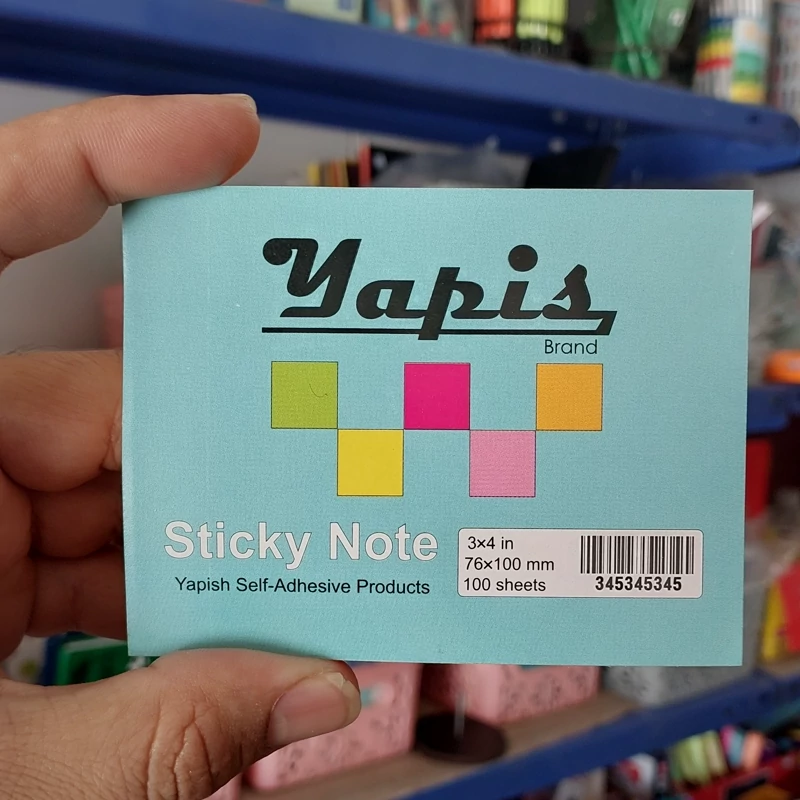 Yapis
Brand
Sticky Note
Yapish Self-Adhesive Products
3×4 in
76×100 mm
100 sheets
345345345